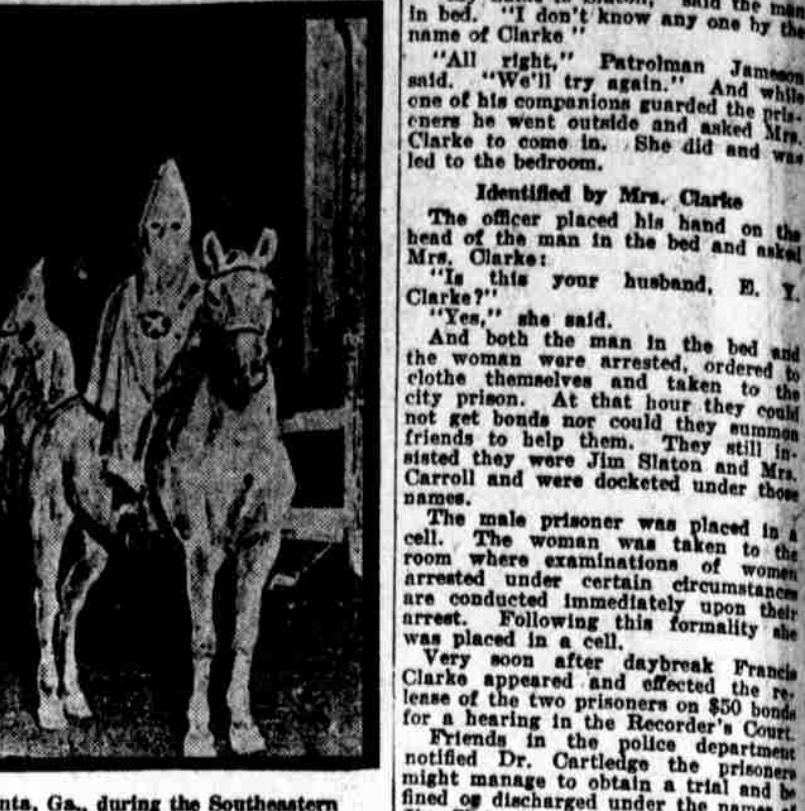 said the man
in bed. "I don't know any one by the
name of Clarke "
"All right," Patrolman Jameson
said. "We'll try again." And while
one of his companions guarded the pris-
oners he went outside and asked Mrs.
Clarke to come in. She did and was
led to the bedroom.
Identified by Mrs. Clarke
The officer placed his hand on the
head of the man in the bed and asked
Mrs. Clarke:
"Is this your husband, E. Y.
Clarke?"
"Yes," she said.
And both the man in the bed and
the woman were arrested, ordered to
clothe themselves and taken to the
city prison. At that hour they could
not get bonds nor could they summon
friends to help them. They still in-
sisted they were Jim Slaton and Mrs.
Carroll and were docketed under those
names.
The male prisoner was placed in a
cell. The woman was taken to the
room where examinations of women
arrested under certain circumstances
are conducted immediately upon their
arrest. Following this formality she
was placed in a cell.
Very soon after daybreak Francis
Clarke appeared and effected the re-
lease of the two prisoners on $50 bonds
for a hearing in the Recorder's Court.
Friends in the police department
notified Dr. Cartledge the prisoners
might manage to obtain a trial and be
fined or discharged under the names of
nta, Ga., during the Southeastern